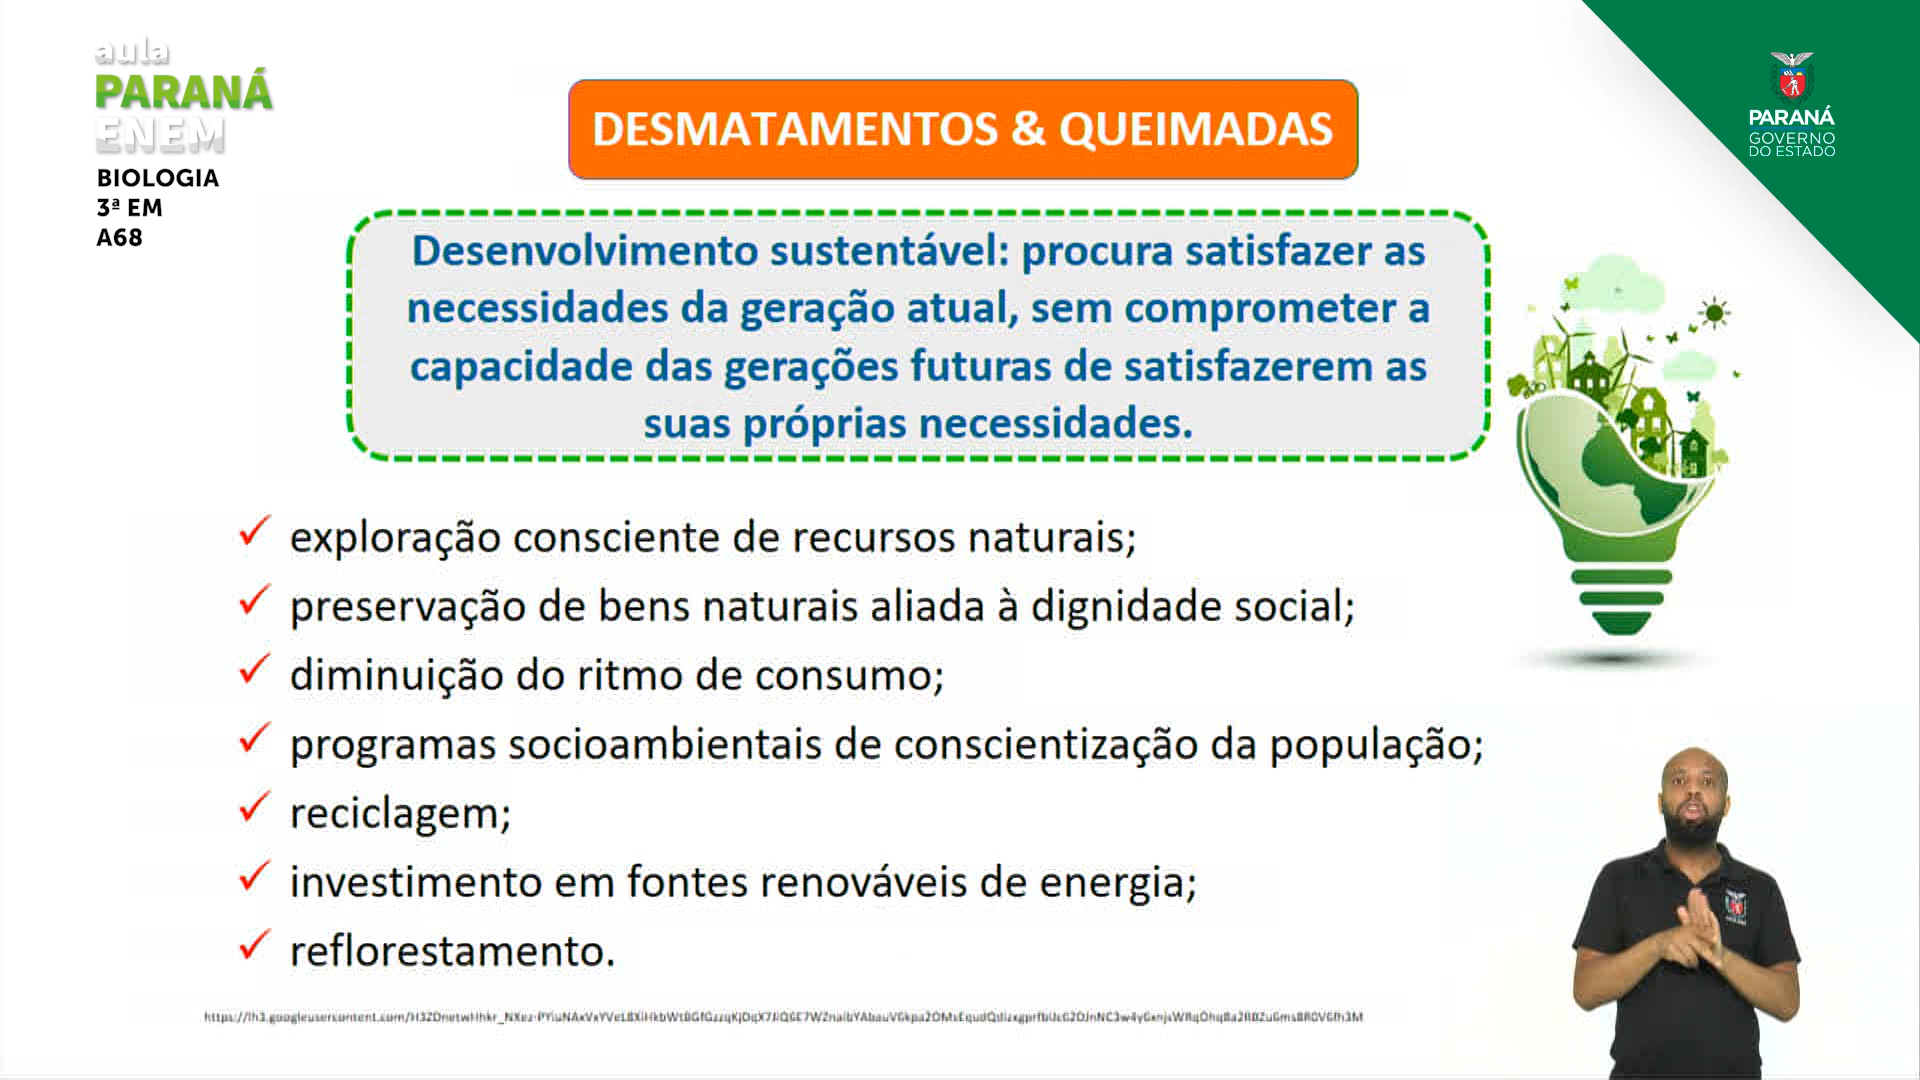 aula
PARANÁ
ENEM
BIOLOGIA
3ª EM
A68
DESMATAMENTOS & QUEIMADAS
PARANÁ
GOVERNO
DO ESTADO
Desenvolvimento sustentável: procura satisfazer as
necessidades da geração atual, sem comprometer a
capacidade das gerações futuras de satisfazerem as
suas próprias necessidades.
✓ exploração consciente de recursos naturais;
✓ preservação de bens naturais aliada à dignidade social;
✓ diminuição do ritmo de consumo;
✓ programas socioambientais de conscientização da população;
✓ reciclagem;
✓ investimento em fontes renováveis de energia;
✓ reflorestamento.